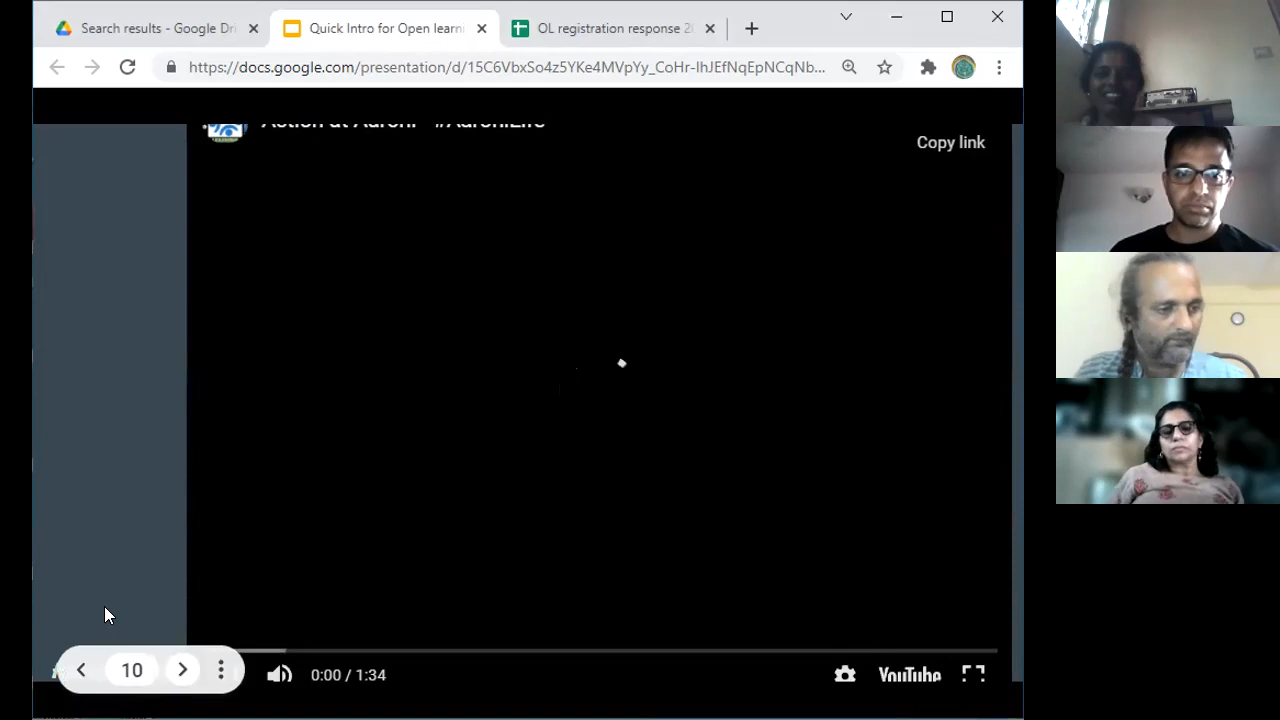 Search results - Google Dri
Quick Intro for Open learni
OL registration response 2
https://docs.google.com/presentation/d/15C6VbxSo4z5YKe4MVpYy_CoHr-IhJEfNqEpNCqNb...
Copy link
10
0:00 / 1:34
YouTube